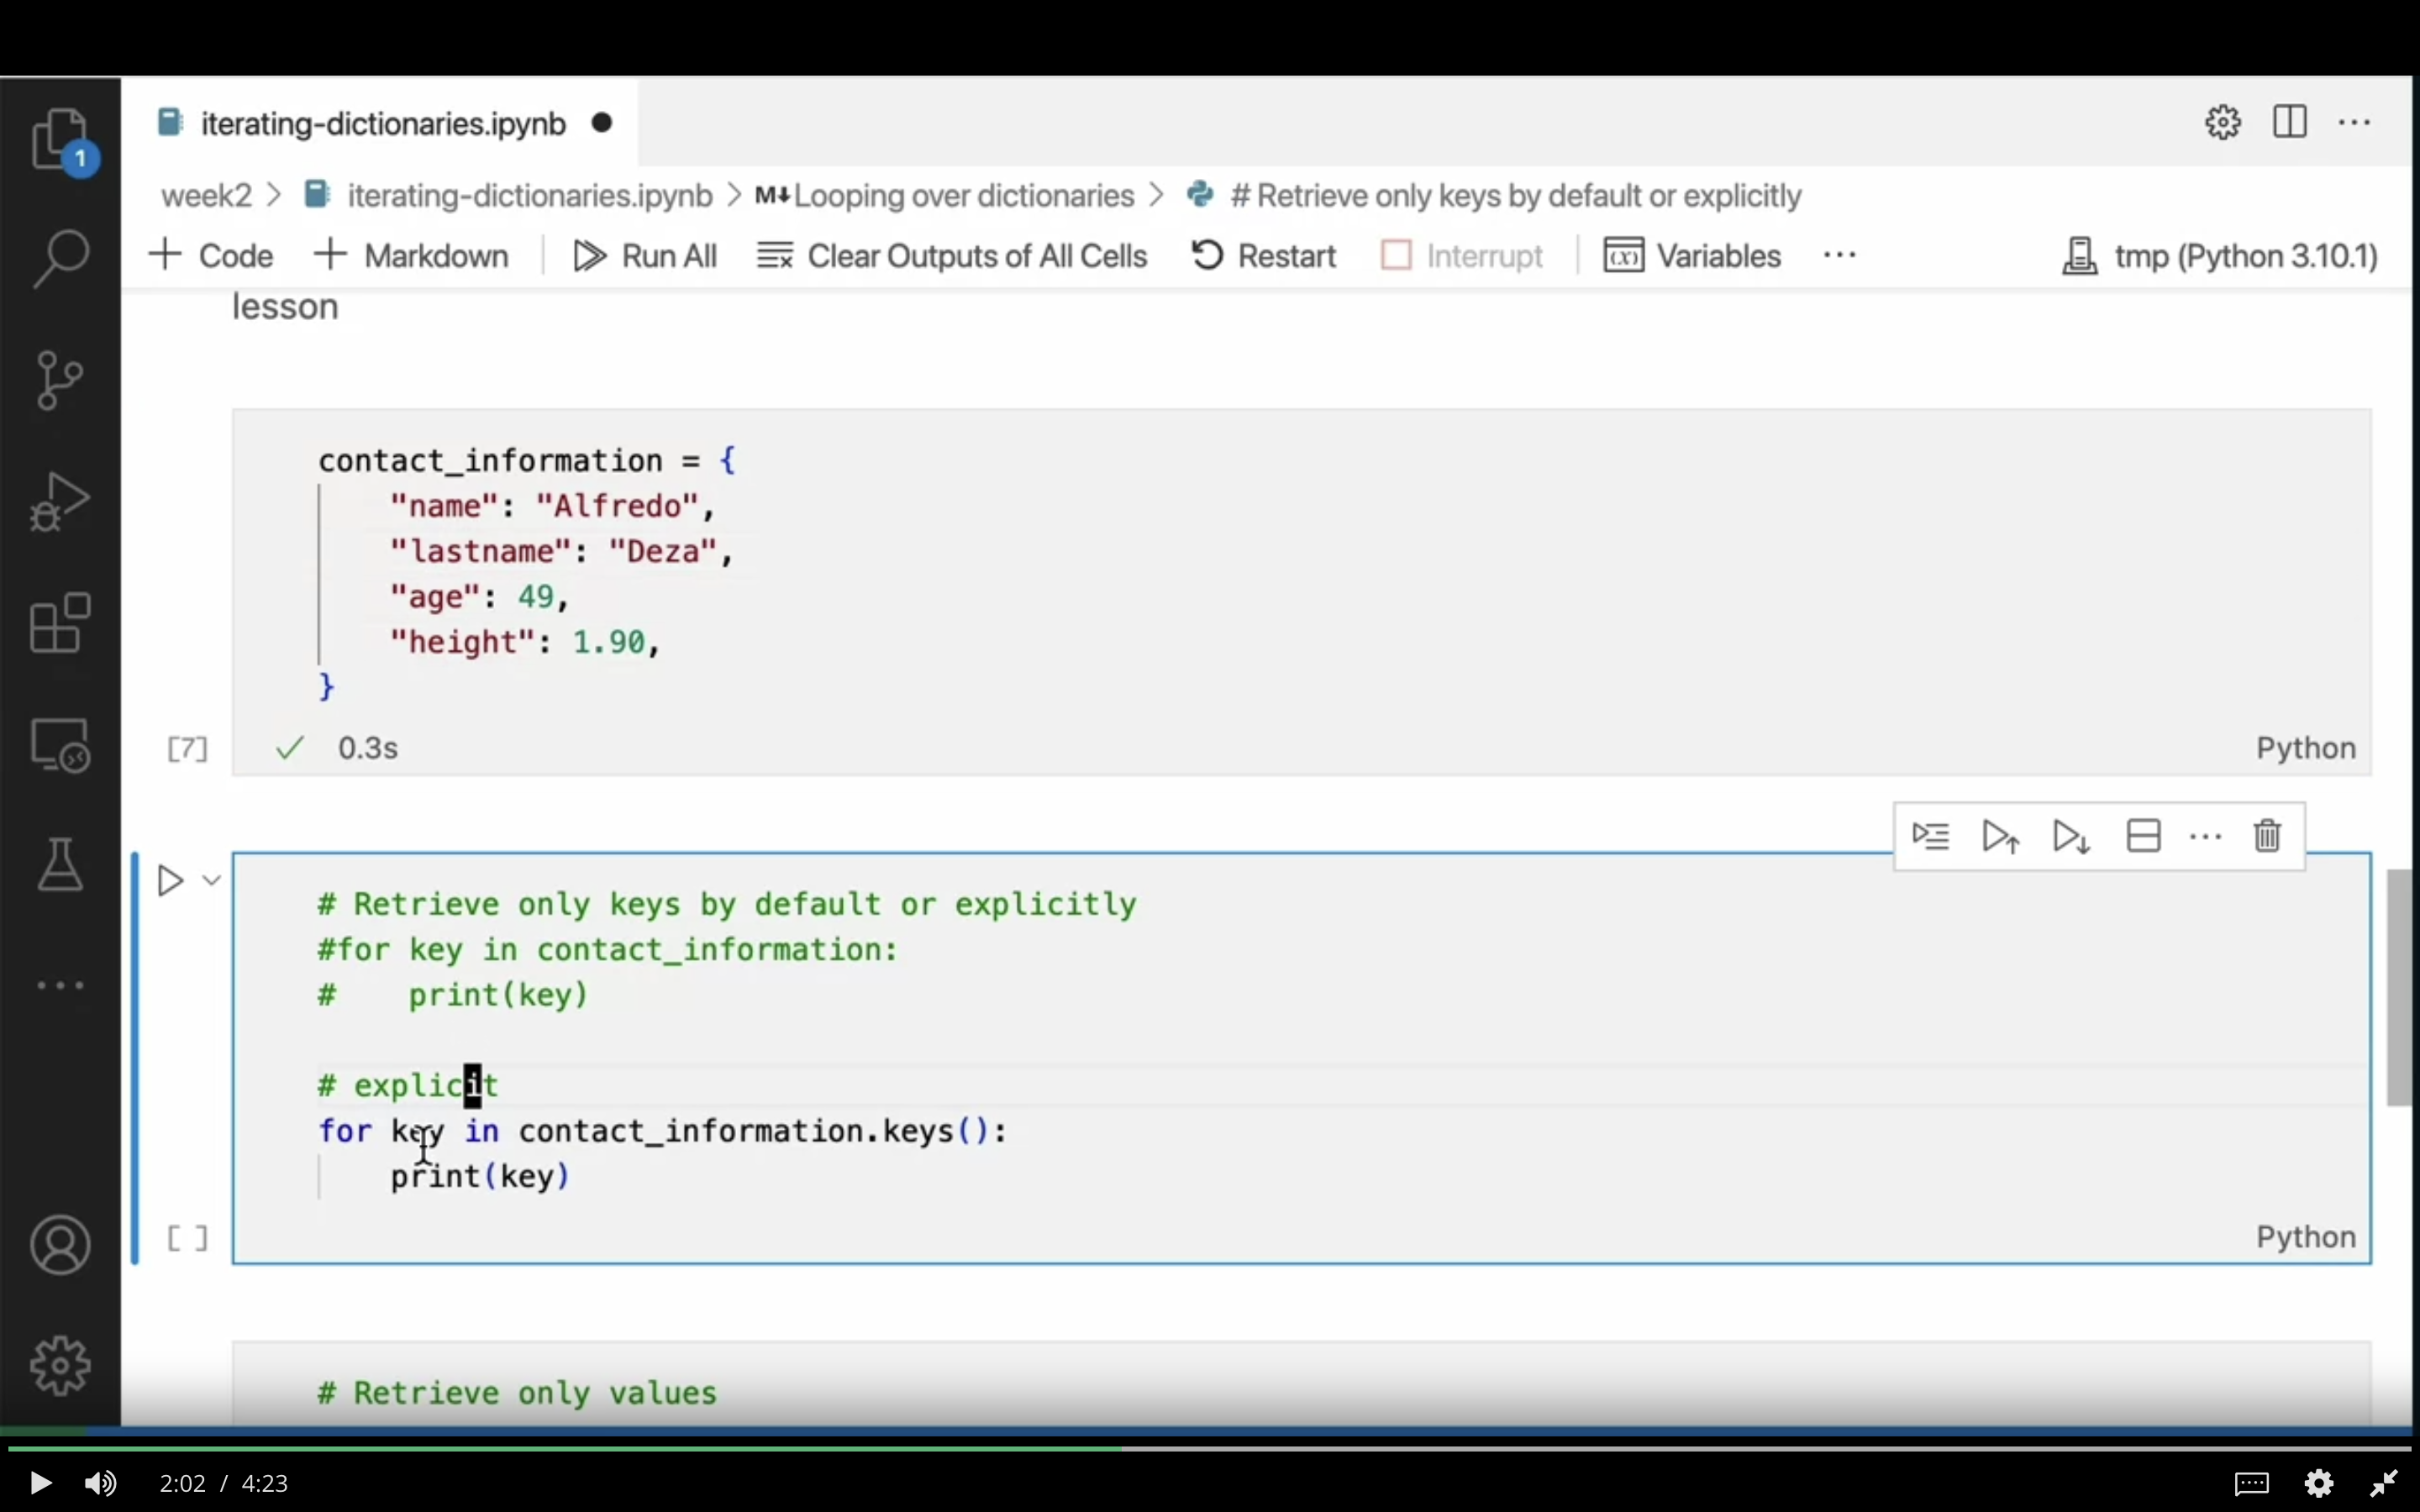 iterating-dictionaries.ipynb
1
week2 > iterating-dictionaries.ipynb > M↓Looping over dictionaries > # Retrieve only keys by default or explicitly
+ Code + Markdown Run All Clear Outputs of All Cells Restart Interrupt (x) Variables ... tmp (Python 3.10.1)
lesson
contact_information = {
    "name": "Alfredo",
    "lastname": "Deza",
    "age": 49,
    "height": 1.90,
}
[7] ✓ 0.3s Python
# Retrieve only keys by default or explicitly
#for key in contact_information:
#    print(key)
# explicit
for key in contact_information.keys():
    print(key)
[ ] Python
# Retrieve only values
2:02 / 4:23